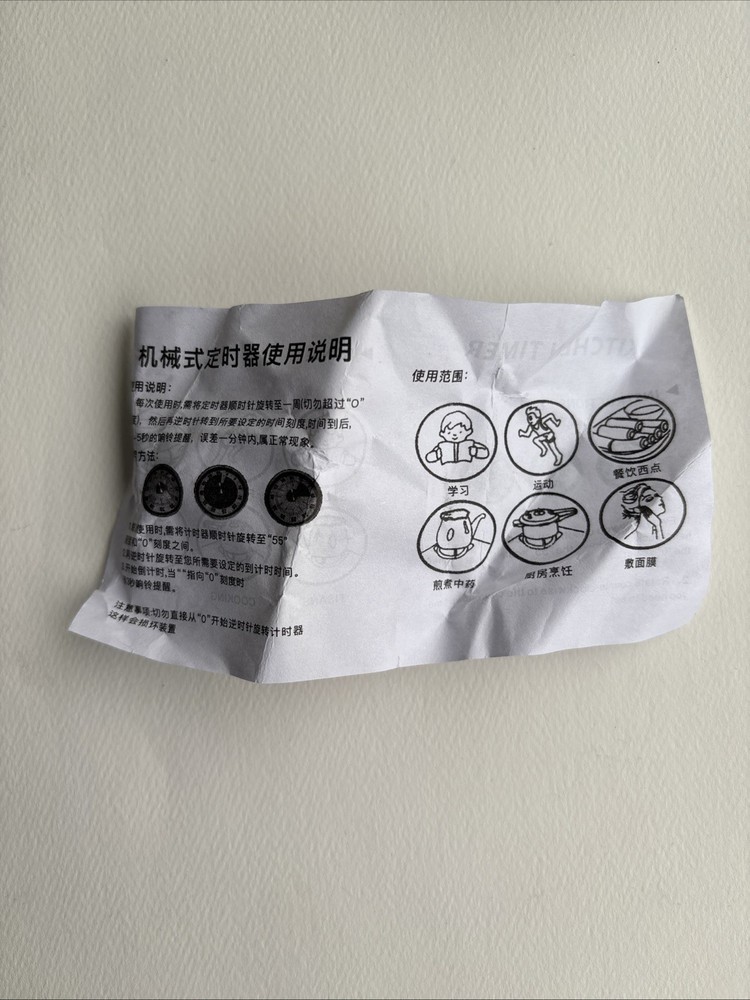 机械式定时器使用说明
用说明：
每次使用时,需将定时器顺时针旋转至一周(切勿超过“0”
然后再逆时针转到所要设定的时间刻度,时间到后,
5秒的响铃提醒，误差一分钟内,属正常现象。
方法：
使用时,需将计时器顺时针旋转至“55”
“0”刻度之间。
逆时针旋转至您所需要设定的到计时时间。
开始倒计时,当“”指向“0”刻度时
秒响铃提醒。
注意事项:切勿直接从“0”开始逆时针旋转计时器
这样会损坏装置
使用范围：
学习
运动
餐饮西点
煎煮中药
厨房烹饪
敷面膜
KITCHEN TIMER
COOKING